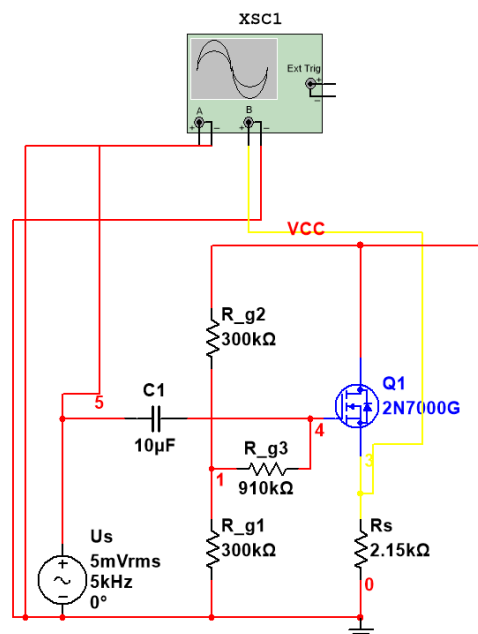 XSC1
Ext Trig
+
−
A
B
+
−
+
−
VCC
R_g2
300kΩ
Q1
2N7000G
5
C1
10µF
4
R_g3
910kΩ
1
3
R_g1
300kΩ
Rs
2.15kΩ
Us
5mVrms
5kHz
0°
+
−
0